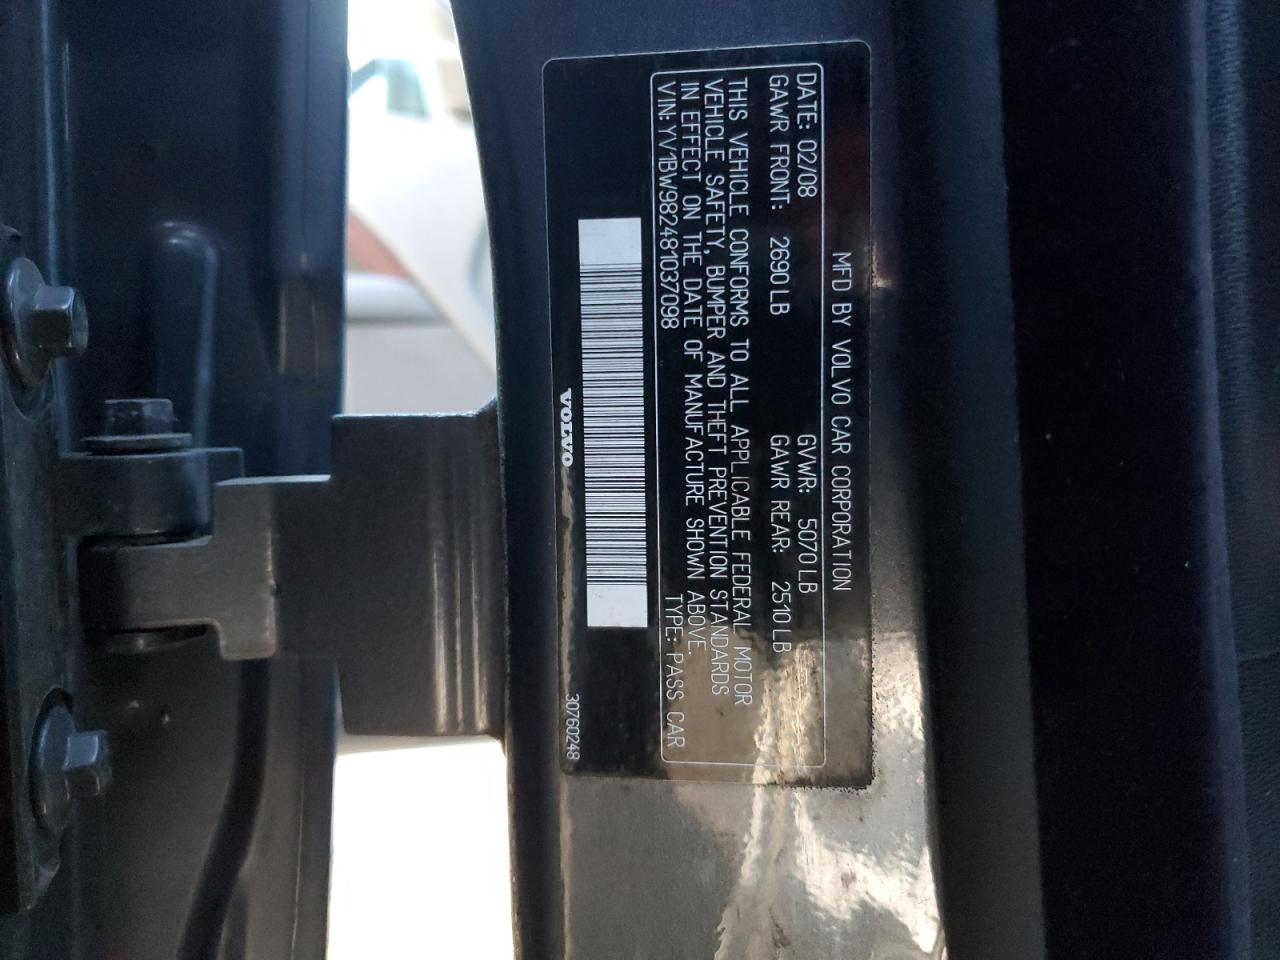 MFD BY VOLVO CAR CORPORATION
DATE: 02/08 GVWR: 5070 LB
GAWR FRONT: 2690 LB GAWR REAR: 2510 LB
THIS VEHICLE CONFORMS TO ALL APPLICABLE FEDERAL MOTOR
VEHICLE SAFETY, BUMPER AND THEFT PREVENTION STANDARDS
IN EFFECT ON THE DATE OF MANUFACTURE SHOWN ABOVE.
VIN: YV1BW982481037098 TYPE: PASS CAR
VOLVO
30760248